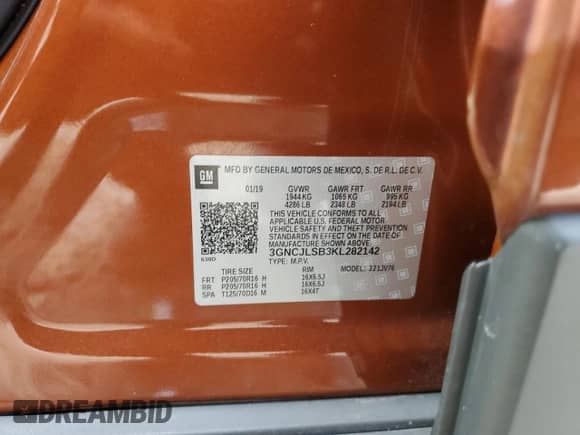 GM MFD BY GENERAL MOTORS DE MEXICO, S. DE R.L. DE C.V.
01/19 GVWR GAWR FRT GAWR RR
1944 KG 1065 KG 995 KG
4286 LB 2348 LB 2194 LB
THIS VEHICLE CONFORMS TO ALL
APPLICABLE U.S. FEDERAL MOTOR
VEHICLE SAFETY AND THEFT
PREVENTION STANDARDS IN EFFECT
ON THE DATE OF MANUFACTURE
SHOWN ABOVE.
3GNCJLSB3KL282142
TYPE: M.P.V. MODEL: 1JV76
TIRE SIZE RIM
FRT P205/70R16 H 16X6.5J
RR P205/70R16 H 16X6.5J
SPA T125/70D16 M 16X4T
DREAMBID